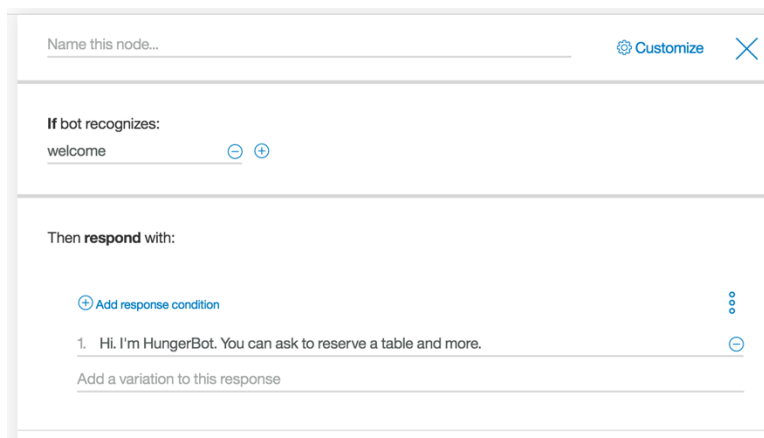 Name this node...
Customize
If bot recognizes:
welcome
Then respond with:
Add response condition
1. Hi. I'm HungerBot. You can ask to reserve a table and more.
Add a variation to this response